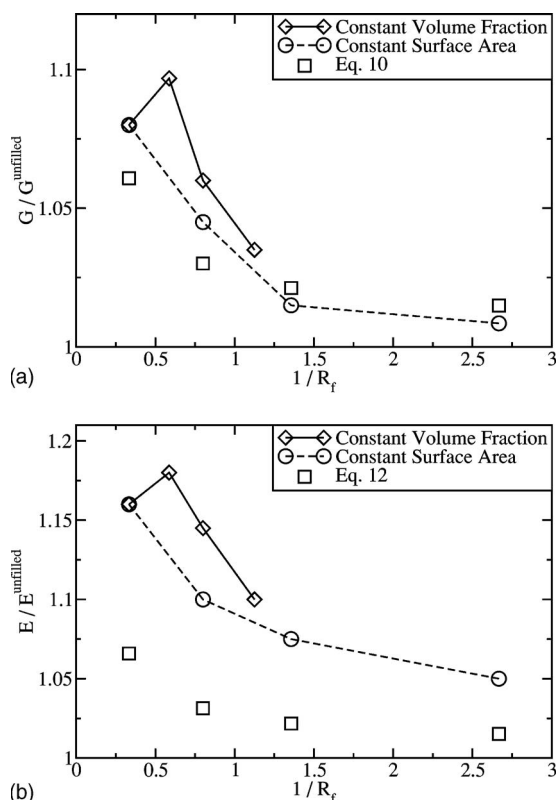 Constant Volume Fraction
Constant Surface Area
Eq. 10
1.1
1.05
1
G / G^unfilled
0 0.5 1 1.5 2 2.5 3
1 / R_f
(a)
Constant Volume Fraction
Constant Surface Area
Eq. 12
1.2
1.15
1.1
1.05
1
E / E^unfilled
0 0.5 1 1.5 2 2.5 3
1 / R_f
(b)